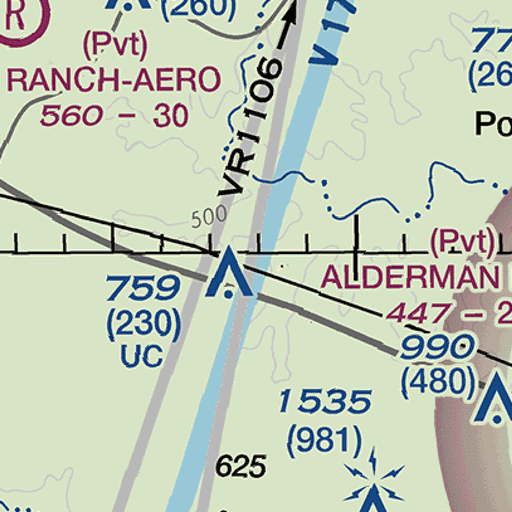 R
(260)
V 17
77
(26
(Pvt)
RANCH-AERO
560 - 30
VR1106
Po
500
(Pvt)
ALDERMAN
447 - 2
759
(230)
UC
990
(480)
1535
(981)
625